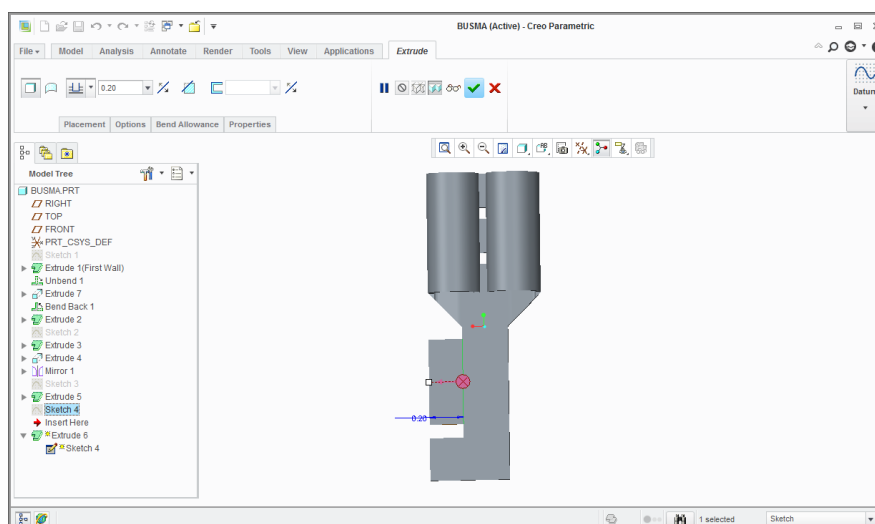 BUSMA (Active) - Creo Parametric
File Model Analysis Annotate Render Tools View Applications Extrude
0.20
Datum
Placement Options Bend Allowance Properties
Model Tree
BUSMA.PRT
RIGHT
TOP
FRONT
PRT_CSYS_DEF
Sketch 1
Extrude 1(First Wall)
Unbend 1
Extrude 7
Bend Back 1
Extrude 2
Sketch 2
Extrude 3
Extrude 4
Mirror 1
Sketch 3
Extrude 5
Sketch 4
Insert Here
Extrude 6
Sketch 4
0.20
1 selected Sketch